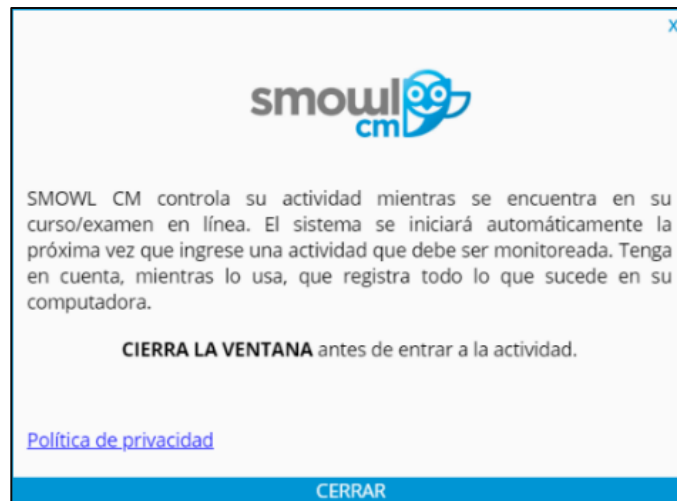 X
smowl
cm
SMOWL CM controla su actividad mientras se encuentra en su
curso/examen en línea. El sistema se iniciará automáticamente la
próxima vez que ingrese una actividad que debe ser monitoreada. Tenga
en cuenta, mientras lo usa, que registra todo lo que sucede en su
computadora.
CIERRA LA VENTANA antes de entrar a la actividad.
Política de privacidad
CERRAR